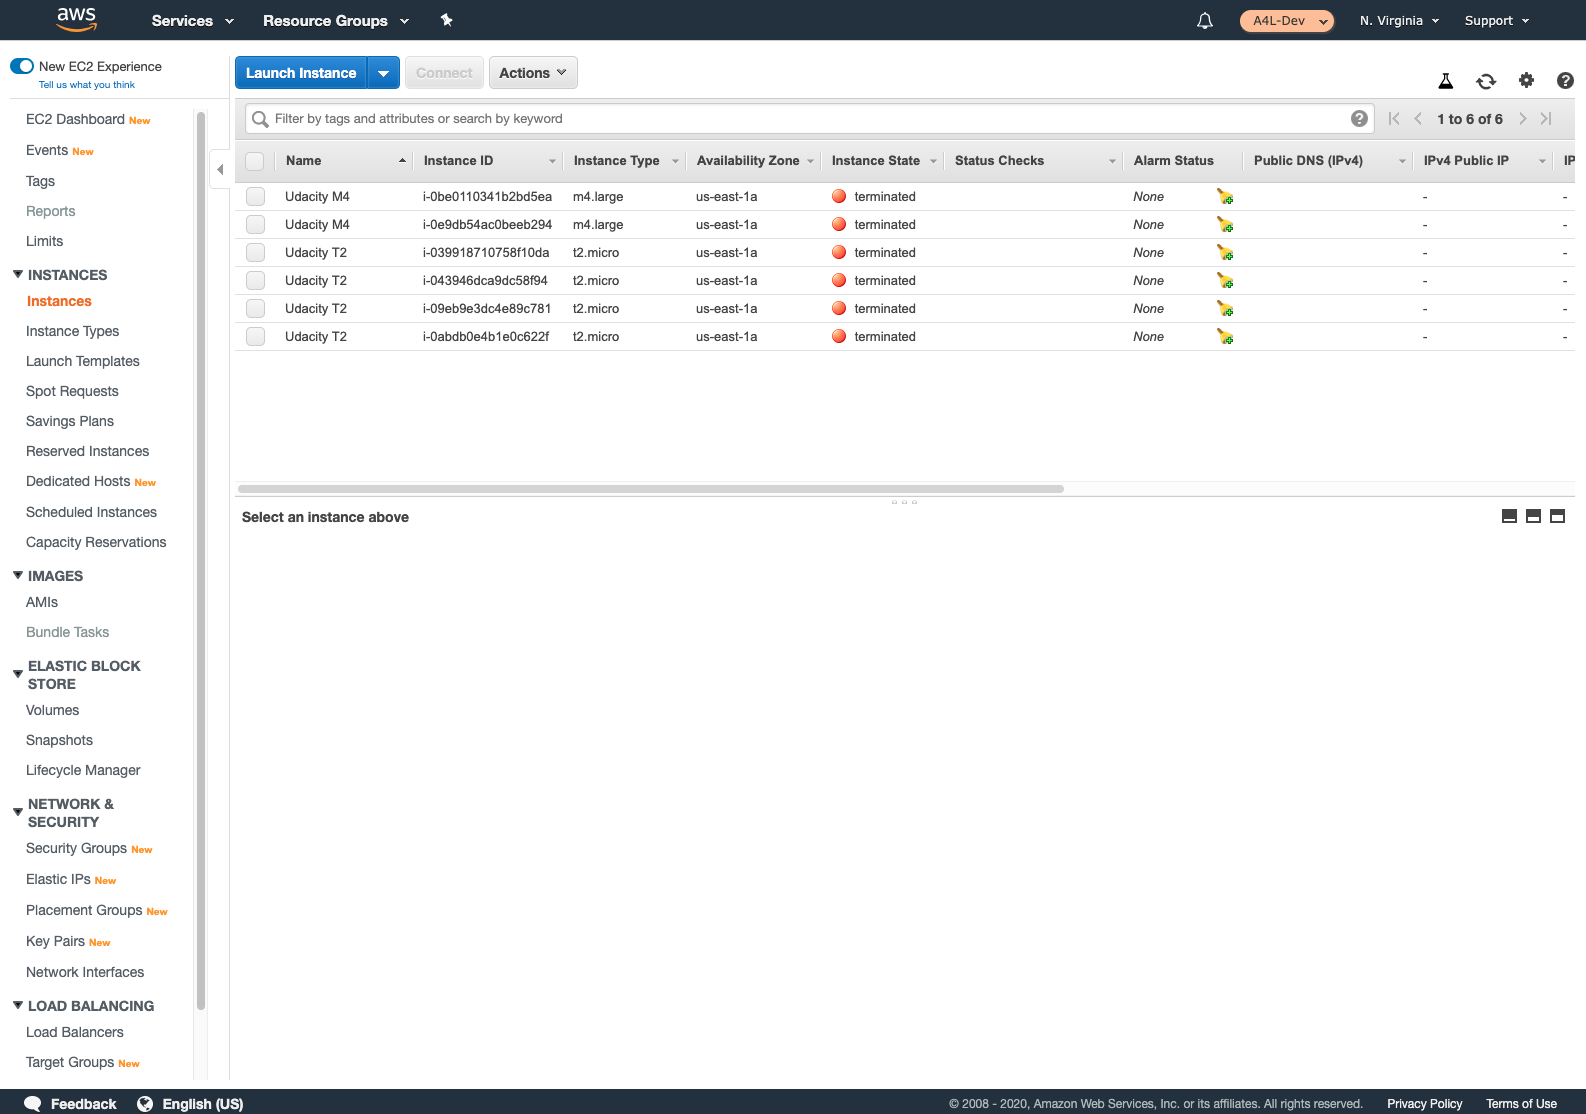 aws Services Resource Groups A4L-Dev N. Virginia Support
New EC2 Experience
Tell us what you think
Launch Instance Connect Actions
Filter by tags and attributes or search by keyword 1 to 6 of 6
Name Instance ID Instance Type Availability Zone Instance State Status Checks Alarm Status Public DNS (IPv4) IPv4 Public IP IP
Udacity M4 i-0be0110341b2bd5ea m4.large us-east-1a terminated None - -
Udacity M4 i-0e9db54ac0beeb294 m4.large us-east-1a terminated None - -
Udacity T2 i-039918710758f10da t2.micro us-east-1a terminated None - -
Udacity T2 i-043946dca9dc58f94 t2.micro us-east-1a terminated None - -
Udacity T2 i-09eb9e3dc4e89c781 t2.micro us-east-1a terminated None - -
Udacity T2 i-0abdb0e4b1e0c622f t2.micro us-east-1a terminated None - -
Select an instance above
EC2 Dashboard New
Events New
Tags
Reports
Limits
INSTANCES
Instances
Instance Types
Launch Templates
Spot Requests
Savings Plans
Reserved Instances
Dedicated Hosts New
Scheduled Instances
Capacity Reservations
IMAGES
AMIs
Bundle Tasks
ELASTIC BLOCK
STORE
Volumes
Snapshots
Lifecycle Manager
NETWORK &
SECURITY
Security Groups New
Elastic IPs New
Placement Groups New
Key Pairs New
Network Interfaces
LOAD BALANCING
Load Balancers
Target Groups New
Feedback English (US) © 2008 - 2020, Amazon Web Services, Inc. or its affiliates. All rights reserved. Privacy Policy Terms of Use